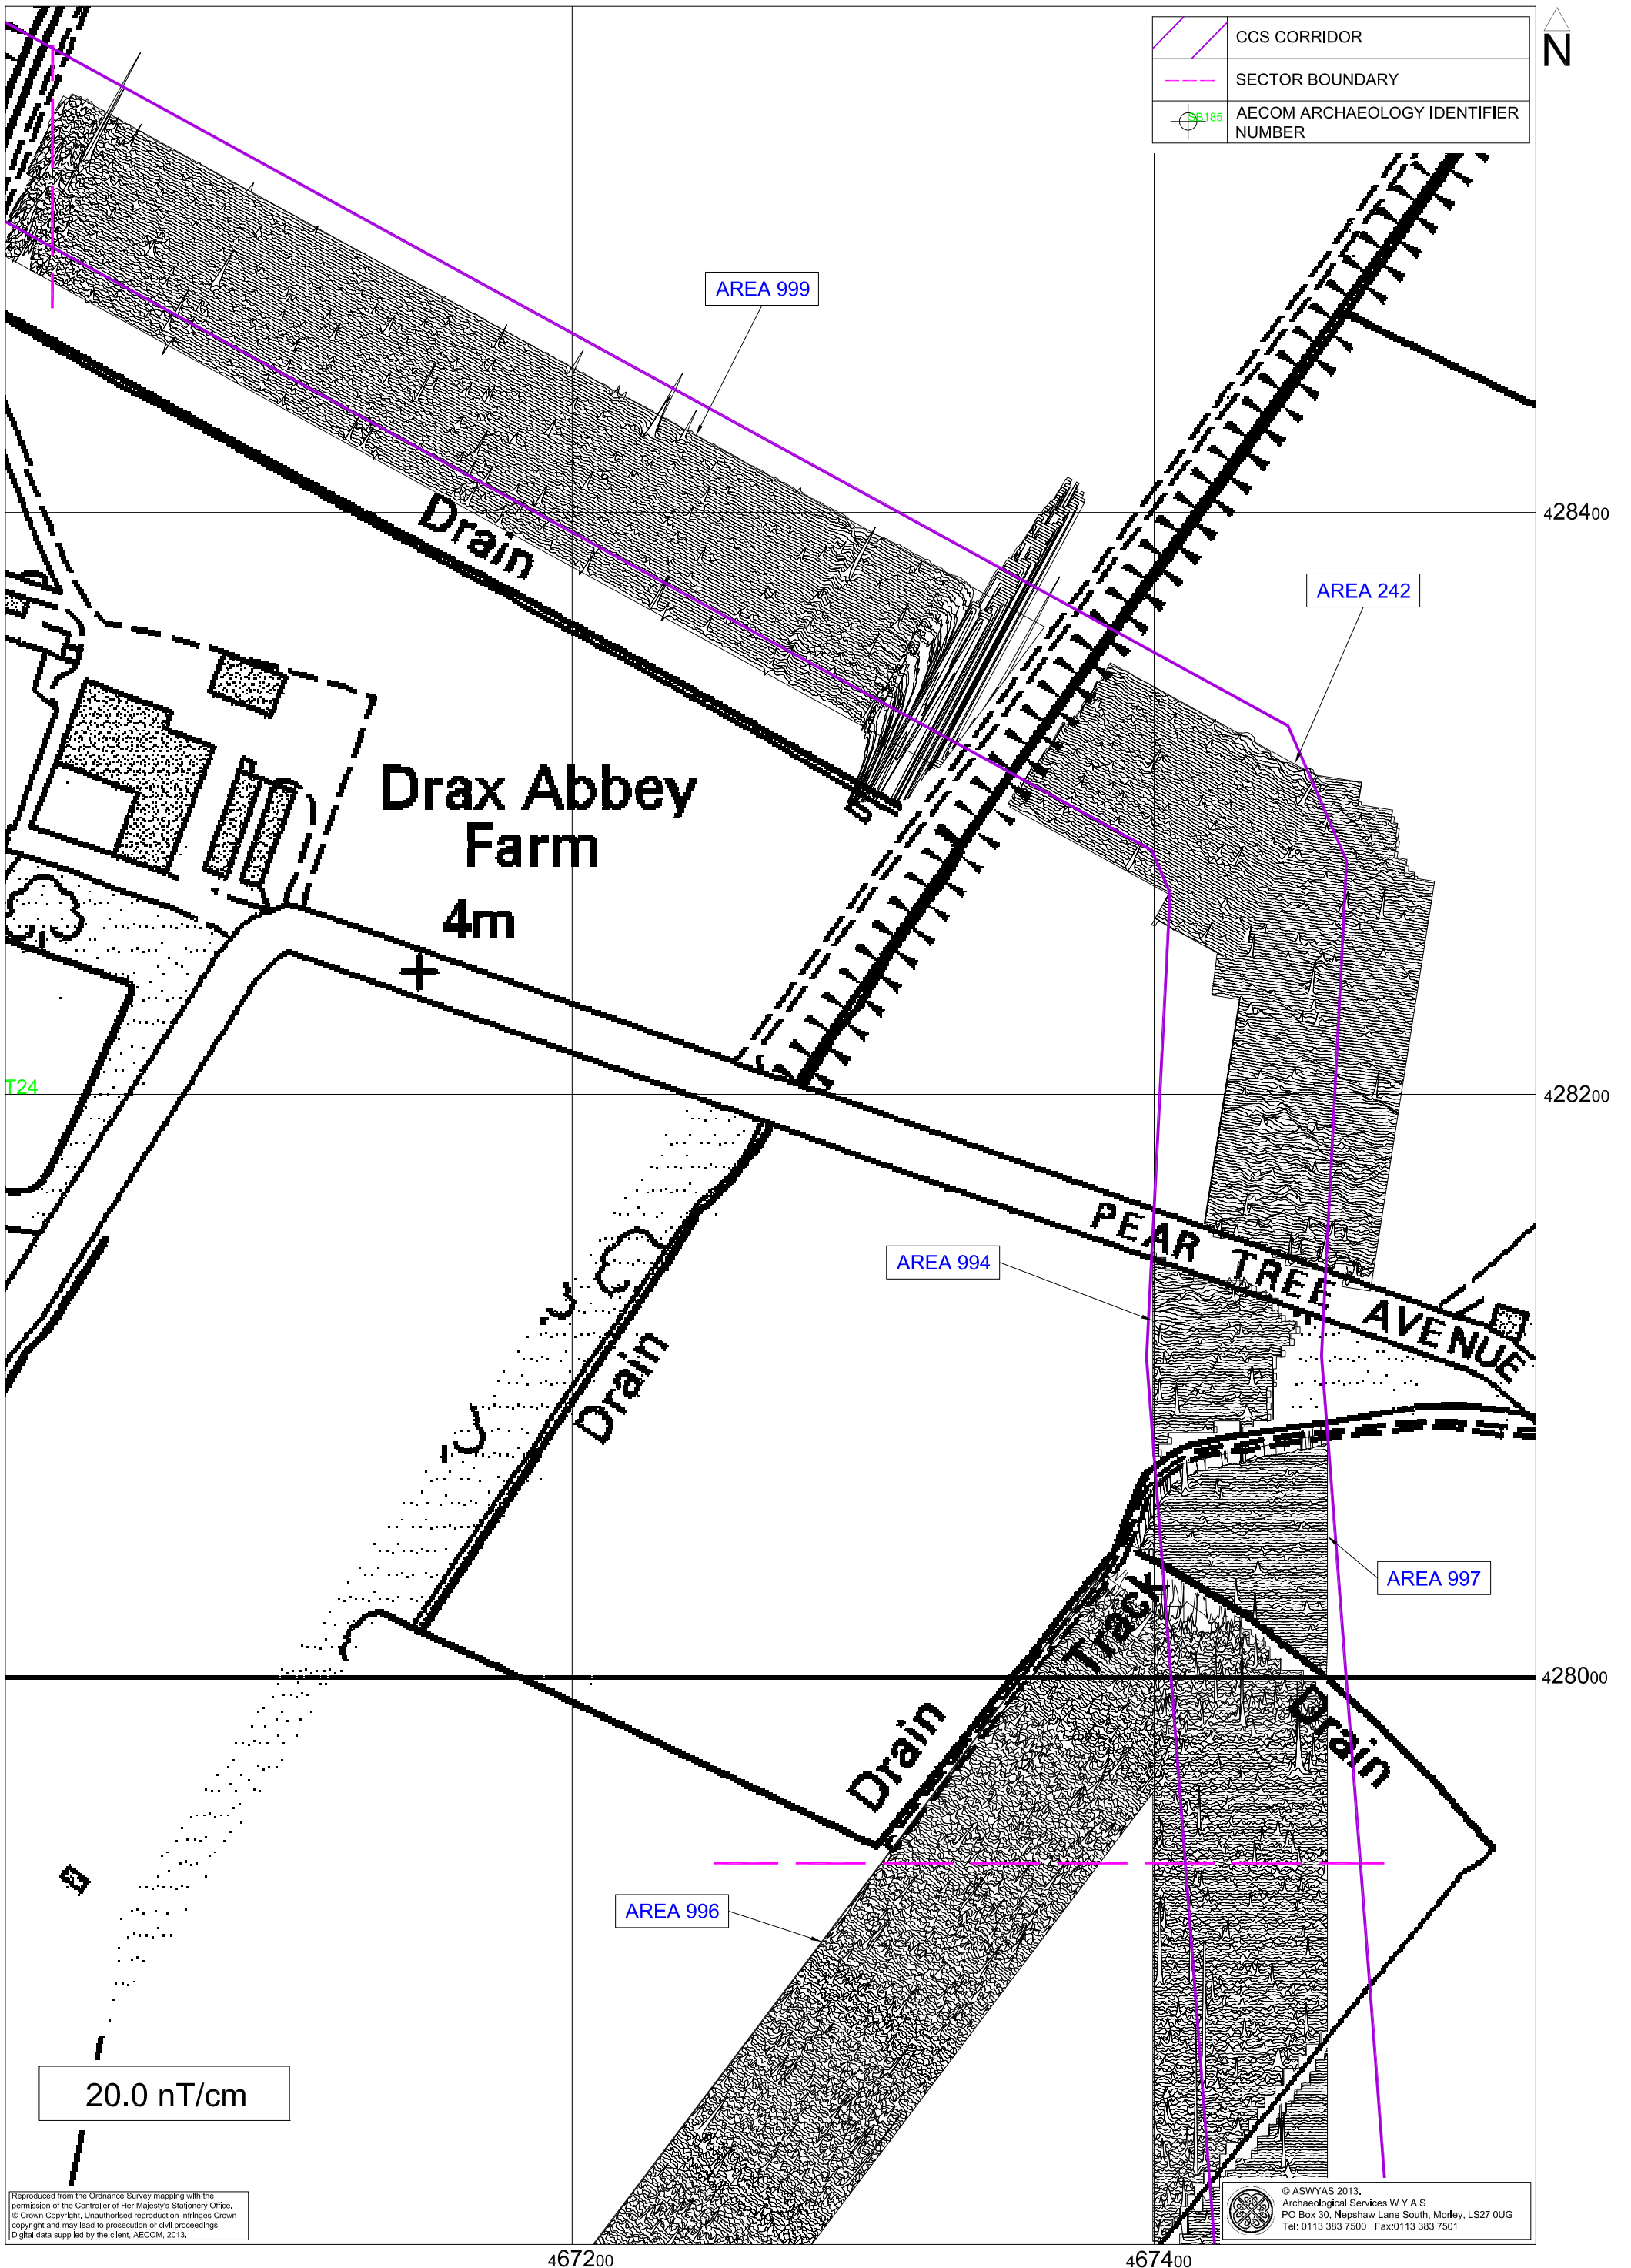 CCS CORRIDOR
SECTOR BOUNDARY
SB185
AECOM ARCHAEOLOGY IDENTIFIER
NUMBER
N
AREA 999
428400
Drain
AREA 242
Drax Abbey
Farm
4m
T24
428200
PEAR TREE AVENUE
AREA 994
Drain
AREA 997
Track
428000
Drain
Drain
AREA 996
20.0 nT/cm
Reproduced from the Ordnance Survey mapping with the
permission of the Controller of Her Majesty's Stationery Office.
© Crown Copyright. Unauthorised reproduction infringes Crown
copyright and may lead to prosecution or civil proceedings.
Digital data supplied by the client, AECOM, 2013.
© ASWYAS 2013.
Archaeological Services W Y A S
PO Box 30, Nepshaw Lane South, Morley, LS27 0UG
Tel: 0113 383 7500 Fax:0113 383 7501
467200
467400